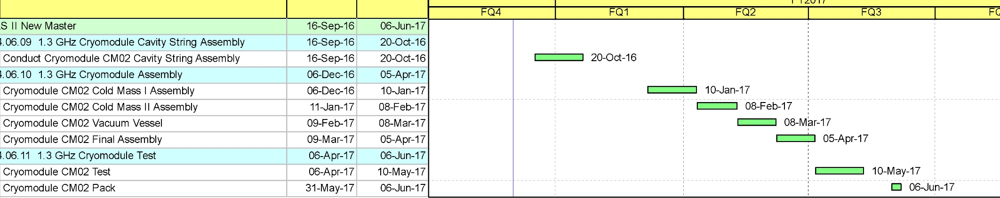 FY2017
FQ4 FQ1 FQ2 FQ3 FQ
S II New Master 16-Sep-16 06-Jun-17
4.06.09 1.3 GHz Cryomodule Cavity String Assembly 16-Sep-16 20-Oct-16
Conduct Cryomodule CM02 Cavity String Assembly 16-Sep-16 20-Oct-16 20-Oct-16
4.06.10 1.3 GHz Cryomodule Assembly 06-Dec-16 05-Apr-17
Cryomodule CM02 Cold Mass I Assembly 06-Dec-16 10-Jan-17 10-Jan-17
Cryomodule CM02 Cold Mass II Assembly 11-Jan-17 08-Feb-17 08-Feb-17
Cryomodule CM02 Vacuum Vessel 09-Feb-17 08-Mar-17 08-Mar-17
Cryomodule CM02 Final Assembly 09-Mar-17 05-Apr-17 05-Apr-17
4.06.11 1.3 GHz Cryomodule Test 06-Apr-17 06-Jun-17
Cryomodule CM02 Test 06-Apr-17 10-May-17 10-May-17
Cryomodule CM02 Pack 31-May-17 06-Jun-17 06-Jun-17